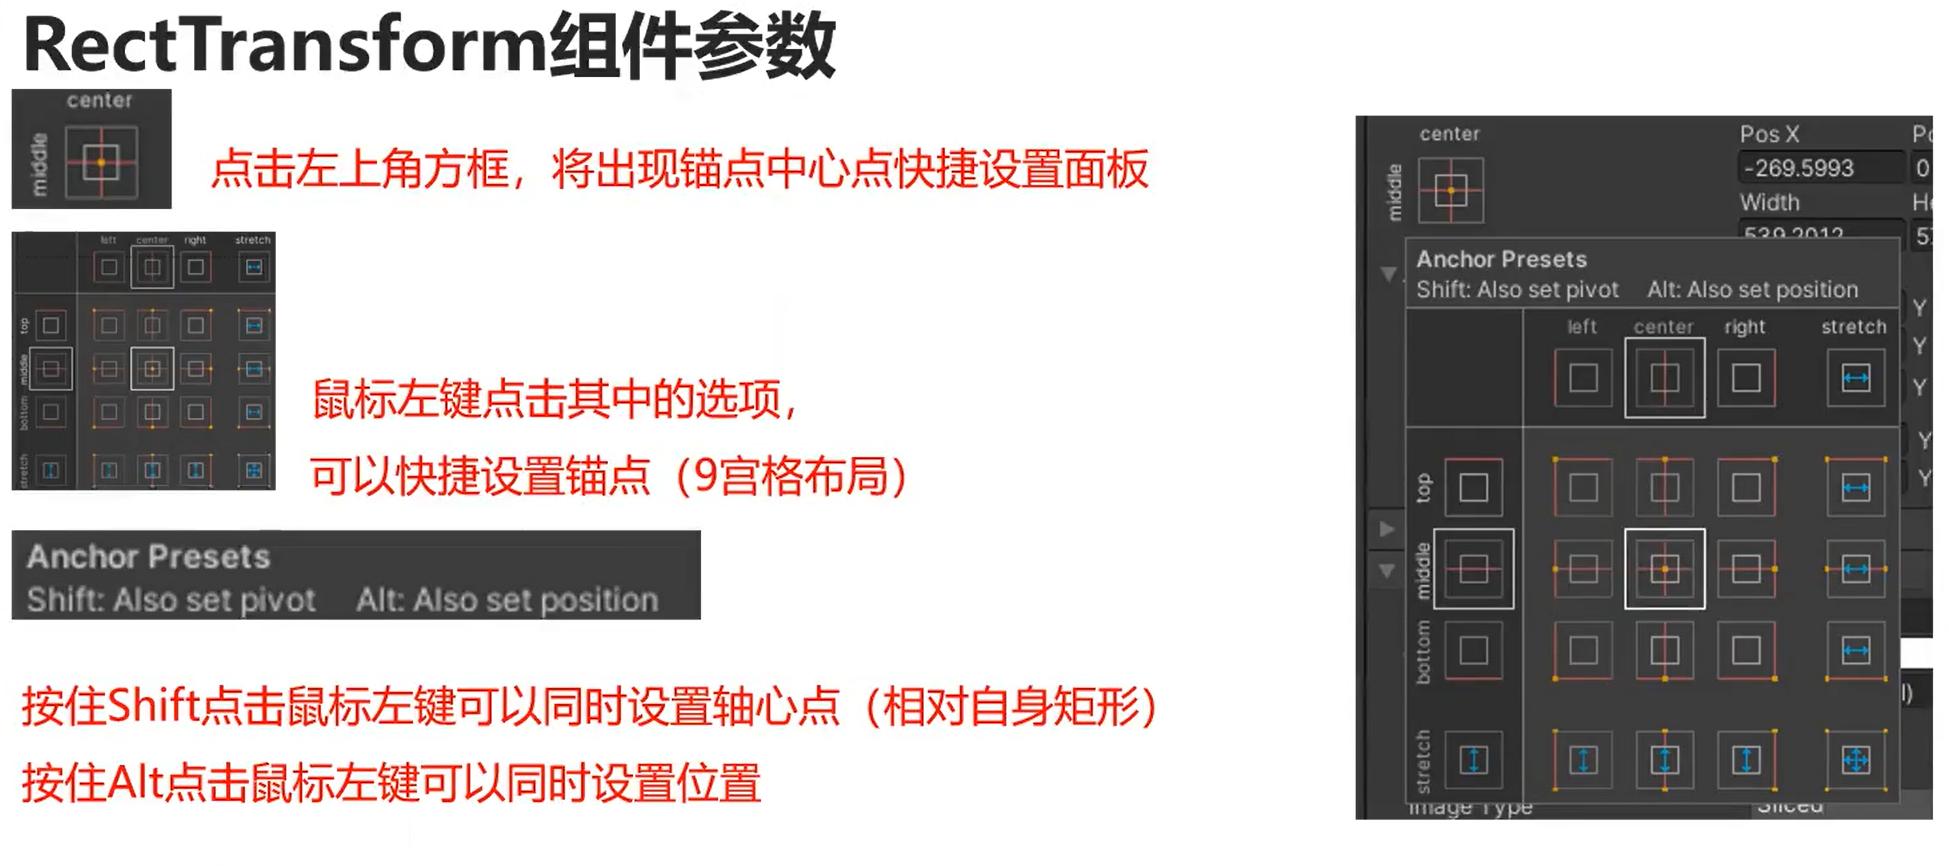 RectTransform组件参数
center
middle
点击左上角方框，将出现锚点中心点快捷设置面板
left center right stretch
top
middle
bottom
stretch
鼠标左键点击其中的选项，
可以快捷设置锚点（9宫格布局）
Anchor Presets
Shift: Also set pivot Alt: Also set position
按住Shift点击鼠标左键可以同时设置轴心点（相对自身矩形）
按住Alt点击鼠标左键可以同时设置位置
center
middle
Pos X
-269.5993 0
Width
539.2012
Anchor Presets
Shift: Also set pivot Alt: Also set position
left center right stretch
top
middle
bottom
stretch
Y
Y
Y
Y
Y
Image Type Sliced